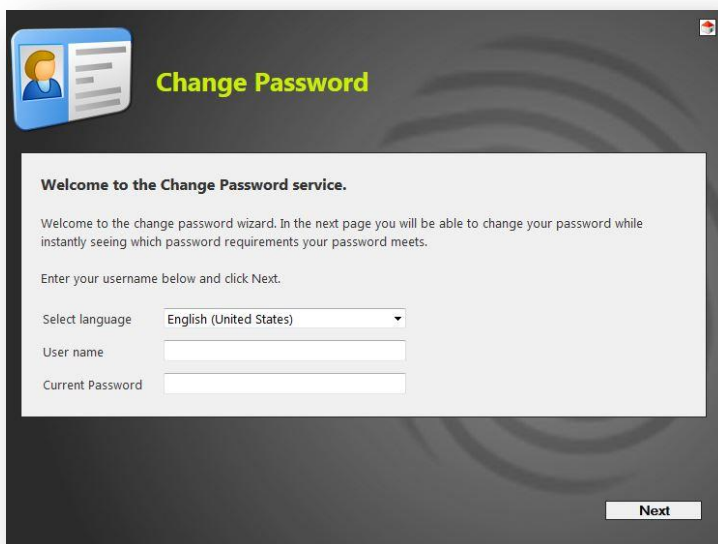 Change Password
Welcome to the Change Password service.
Welcome to the change password wizard. In the next page you will be able to change your password while
instantly seeing which password requirements your password meets.
Enter your username below and click Next.
Select language English (United States)
User name
Current Password
Next